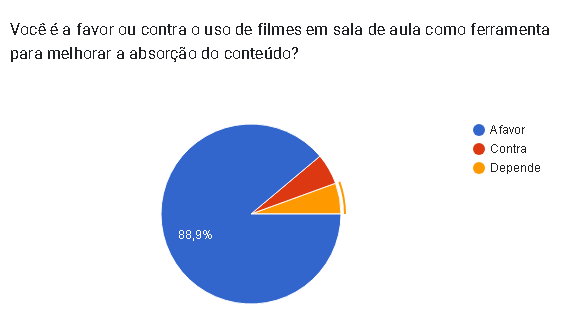 Você é a favor ou contra o uso de filmes em sala de aula como ferramenta
para melhorar a absorção do conteúdo?
A favor
Contra
Depende
88,9%